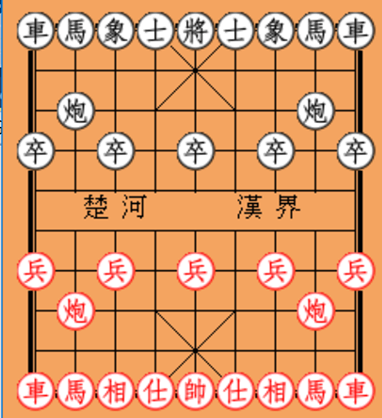 車馬象士將士象馬車
炮炮
卒卒卒卒卒
楚河 漢界
兵兵兵兵兵
炮炮
車馬相仕帥仕相馬車